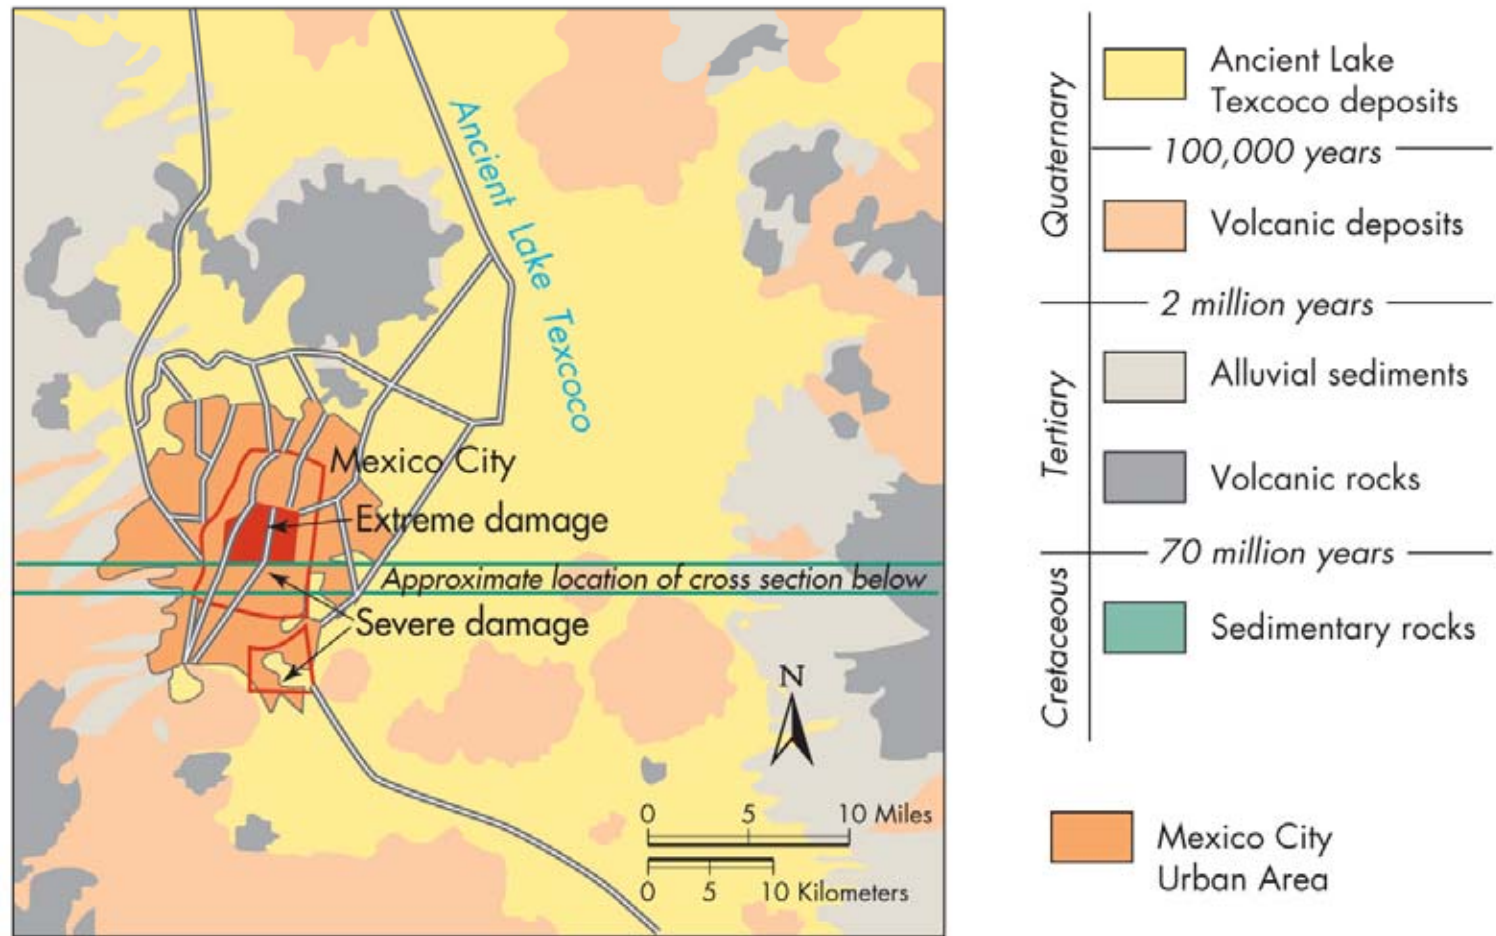 Ancient Lake Texcoco
Mexico City
Extreme damage
Approximate location of cross section below
Severe damage
N
0 5 10 Miles
0 5 10 Kilometers
Quaternary
Ancient Lake
Texcoco deposits
100,000 years
Volcanic deposits
2 million years
Tertiary
Alluvial sediments
Volcanic rocks
70 million years
Cretaceous
Sedimentary rocks
Mexico City
Urban Area